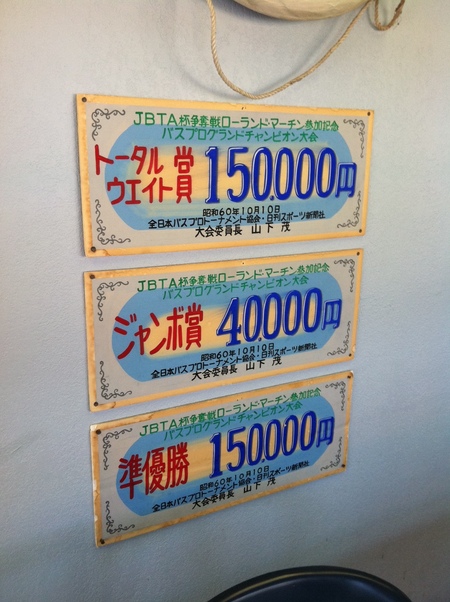 JBTA杯争奪戦ローランド・マーチン参加記念
バスプログランドチャンピオン大会
トータル
ウエイト賞 150.000円
昭和60年10月10日
全日本バスプロトーナメント協会・日刊スポーツ新聞社
大会委員長 山下 茂
JBTA杯争奪戦ローランド・マーチン参加記念
バスプログランドチャンピオン大会
ジャンボ賞 40000円
昭和60年10月10日
全日本バスプロトーナメント協会・日刊スポーツ新聞社
大会委員長 山下 茂
JBTA杯争奪戦ローランド・マーチン参加記念
バスプログランドチャンピオン大会
準優勝 150.000円
昭和60年10月10日
全日本バスプロトーナメント協会・日刊スポーツ新聞社
大会委員長 山下 茂